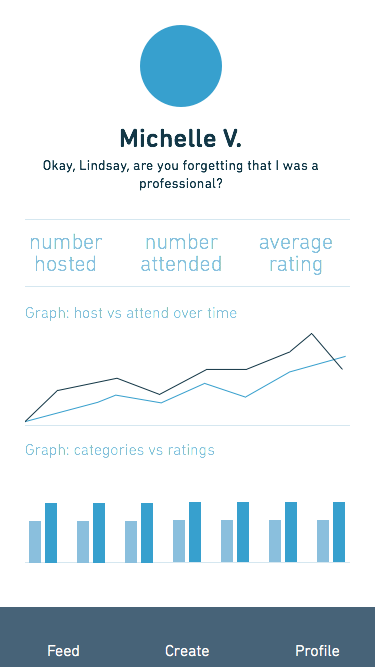 Michelle V.
Okay, Lindsay, are you forgetting that I was a
professional?
number number average
hosted attended rating
Graph: host vs attend over time
Graph: categories vs ratings
Feed Create Profile